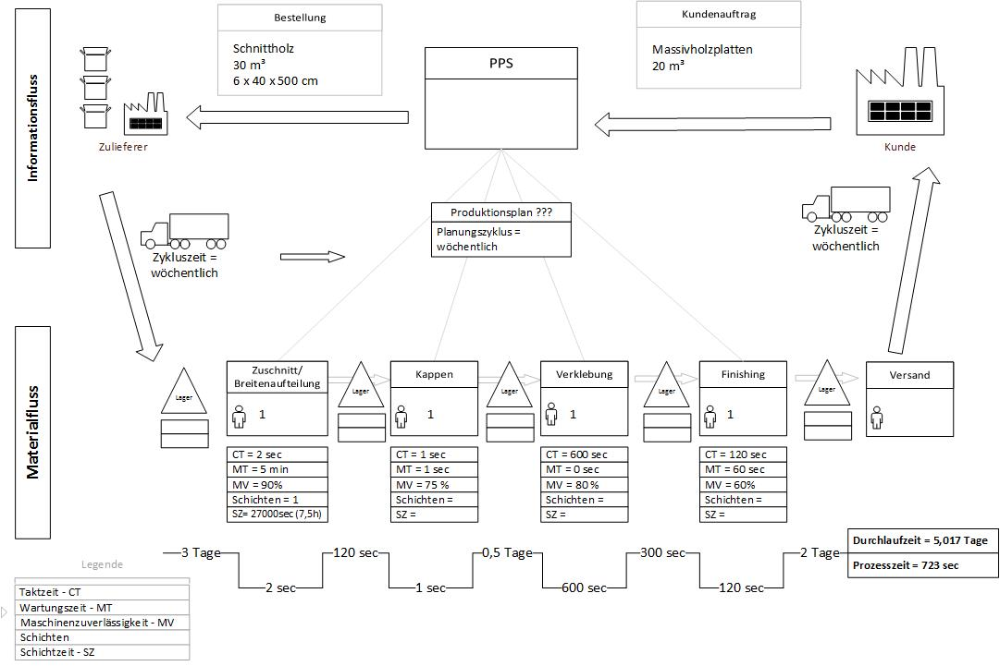 Informationsfluss
Bestellung
Schnittholz
30 m³
6 x 40 x 500 cm
PPS
Kundenauftrag
Massivholzplatten
20 m³
Zulieferer
Kunde
Zykluszeit =
wöchentlich
Produktionsplan ???
Planungszyklus =
wöchentlich
Zykluszeit =
wöchentlich
Materialfluss
Lager
Zuschnitt/
Breitenaufteilung
1
CT = 2 sec
MT = 5 min
MV = 90%
Schichten = 1
SZ= 27000sec (7,5h)
Lager
Kappen
1
CT = 1 sec
MT = 1 sec
MV = 75 %
Schichten =
SZ =
Lager
Verklebung
1
CT = 600 sec
MT = 0 sec
MV = 80 %
Schichten =
SZ =
Lager
Finishing
1
CT = 120 sec
MT = 60 sec
MV = 60%
Schichten =
SZ =
Lager
Versand
3 Tage
2 sec
120 sec
1 sec
0,5 Tage
600 sec
300 sec
120 sec
2 Tage
Durchlaufzeit = 5,017 Tage
Prozesszeit = 723 sec
Legende
Taktzeit - CT
Wartungszeit - MT
Maschinenzuverlässigkeit - MV
Schichten
Schichtzeit - SZ